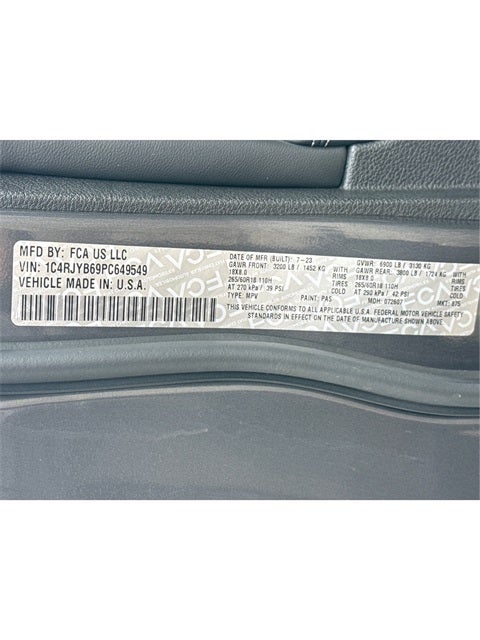 MFD BY: FCA US LLC
VIN: 1C4RJYB69PC649549
VEHICLE MADE IN: U.S.A.
DATE OF MFR (BUILT): 7-23
GAWR FRONT: 3200 LB / 1452 KG
18X8.0 RIMS
265/60R18 110H TIRES
AT 270 kPa / 39 PSI
TYPE: MPV PAINT: PAS
GVWR: 6900 LB / 3130 KG
GAWR REAR: 3800 LB / 1724 KG
18X8.0 RIMS
265/60R18 110H TIRES
AT 290 kPa / 42 PSI
MDH: 072607 MKT: 875
THIS VEHICLE CONFORMS TO ALL APPLICABLE U.S.A. FEDERAL MOTOR VEHICLE SAFETY
STANDARDS IN EFFECT ON THE DATE OF MANUFACTURE SHOWN ABOVE.